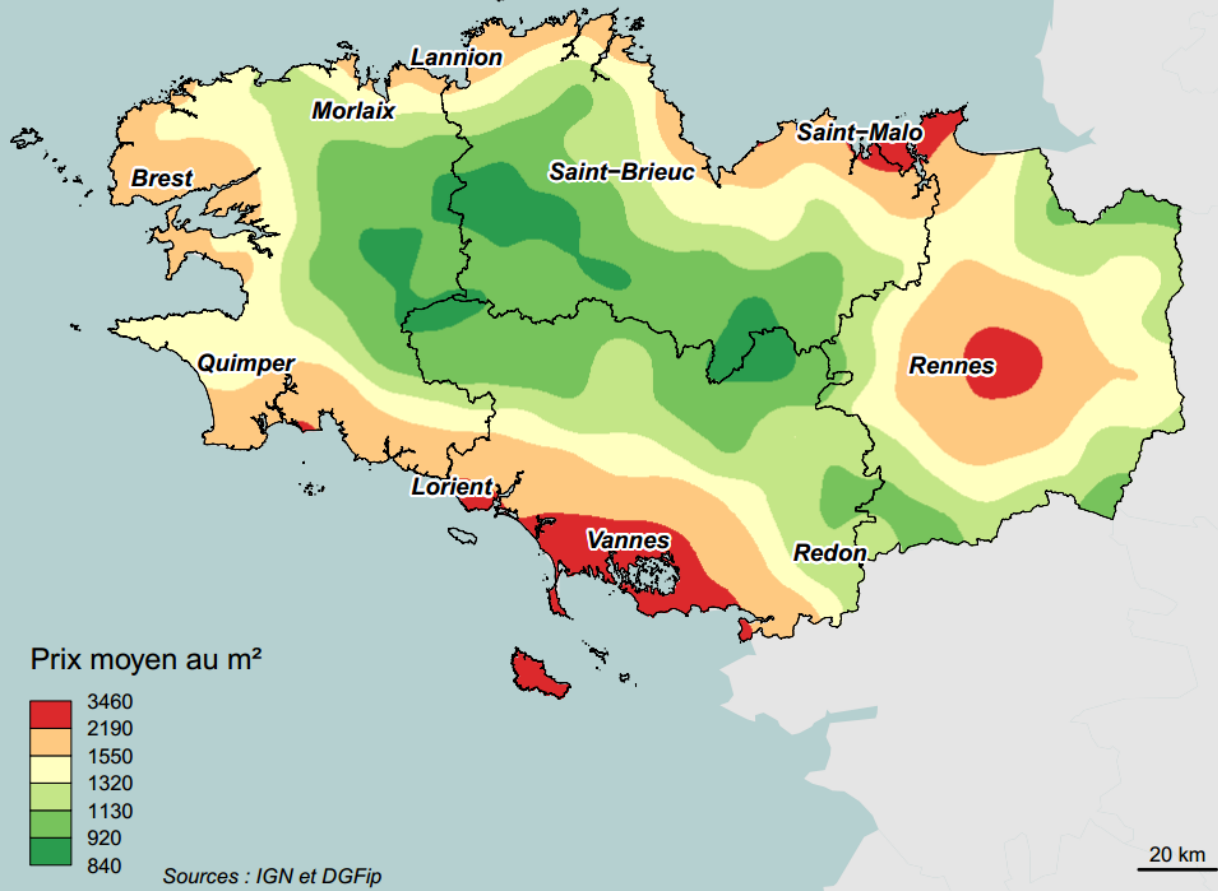 Lannion
Morlaix
Saint-Malo
Saint-Brieuc
Brest
Quimper
Rennes
Lorient
Vannes
Redon
Prix moyen au m²
3460
2190
1550
1320
1130
920
840
Sources : IGN et DGFip
20 km